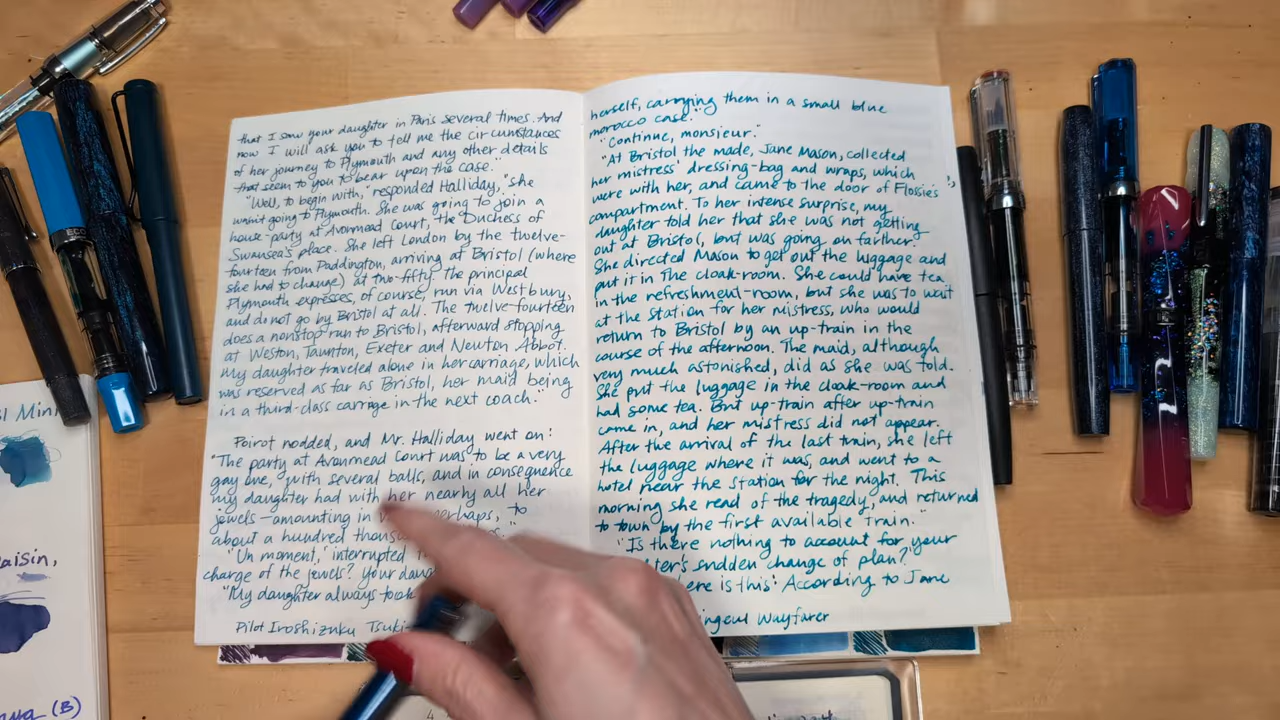 that I saw your daughter in Paris several times. And
now I will ask you to tell me the circumstances
of her journey to Plymouth and any other details
that seem to you to bear upon the case."
"Well, to begin with," responded Halliday, "she
wasn't going to Plymouth. She was going to join a
house-party at Avonmead Court, the Duchess of
Swansea's place. She left London by the twelve-
fourteen from Paddington, arriving at Bristol (where
she had to change) at two-fifty. The principal
Plymouth expresses, of course, run via Westbury,
and do not go by Bristol at all. The twelve-fourteen
does a nonstop run to Bristol, afterward stopping
at Weston, Taunton, Exeter and Newton Abbot.
My daughter traveled alone in her carriage, which
was reserved as far as Bristol, her maid being
in a third-class carrige in the next coach."
Poirot nodded, and Mr. Halliday went on:
"The party at Avonmead Court was to be a very
gay one, with several balls, and in consequence
my daughter had with her nearly all her
jewels—amounting in perhaps, to
about a hundred
"Un moment," interrupted
charge of the jewels? Your
"My daughter always took
Pilot Iroshizuku
herself, carrying them in a small blue
morocco case."
"Continue, monsieur."
"At Bristol the made, Jane Mason, collected
her mistress' dressing-bag and wraps, which
were with her, and came to the door of Flossie's
compartment. To her intense surprise, my
daughter told her that she was not getting
out at Bristol, but was going on farther.
She directed Mason to get out the luggage and
put it in the cloak-room. She could have tea
in the refreshment-room, but she was to wait
at the station for her mistress, who would
return to Bristol by an up-train in the
course of the afternoon. The maid, although
very much astonished, did as she was told.
She put the luggage in the cloak-room and
had some tea. But up-train after up-train
came in, and her mistress did not appear.
After the arrival of the last train, she left
the luggage where it was, and went to a
hotel near the station for the night. This
morning she read of the tragedy, and returned
to town by the first available train."
"Is there nothing to account for your
sudden change of plan?"
is this: According to Jane
Wayfarer
ECO
(B)